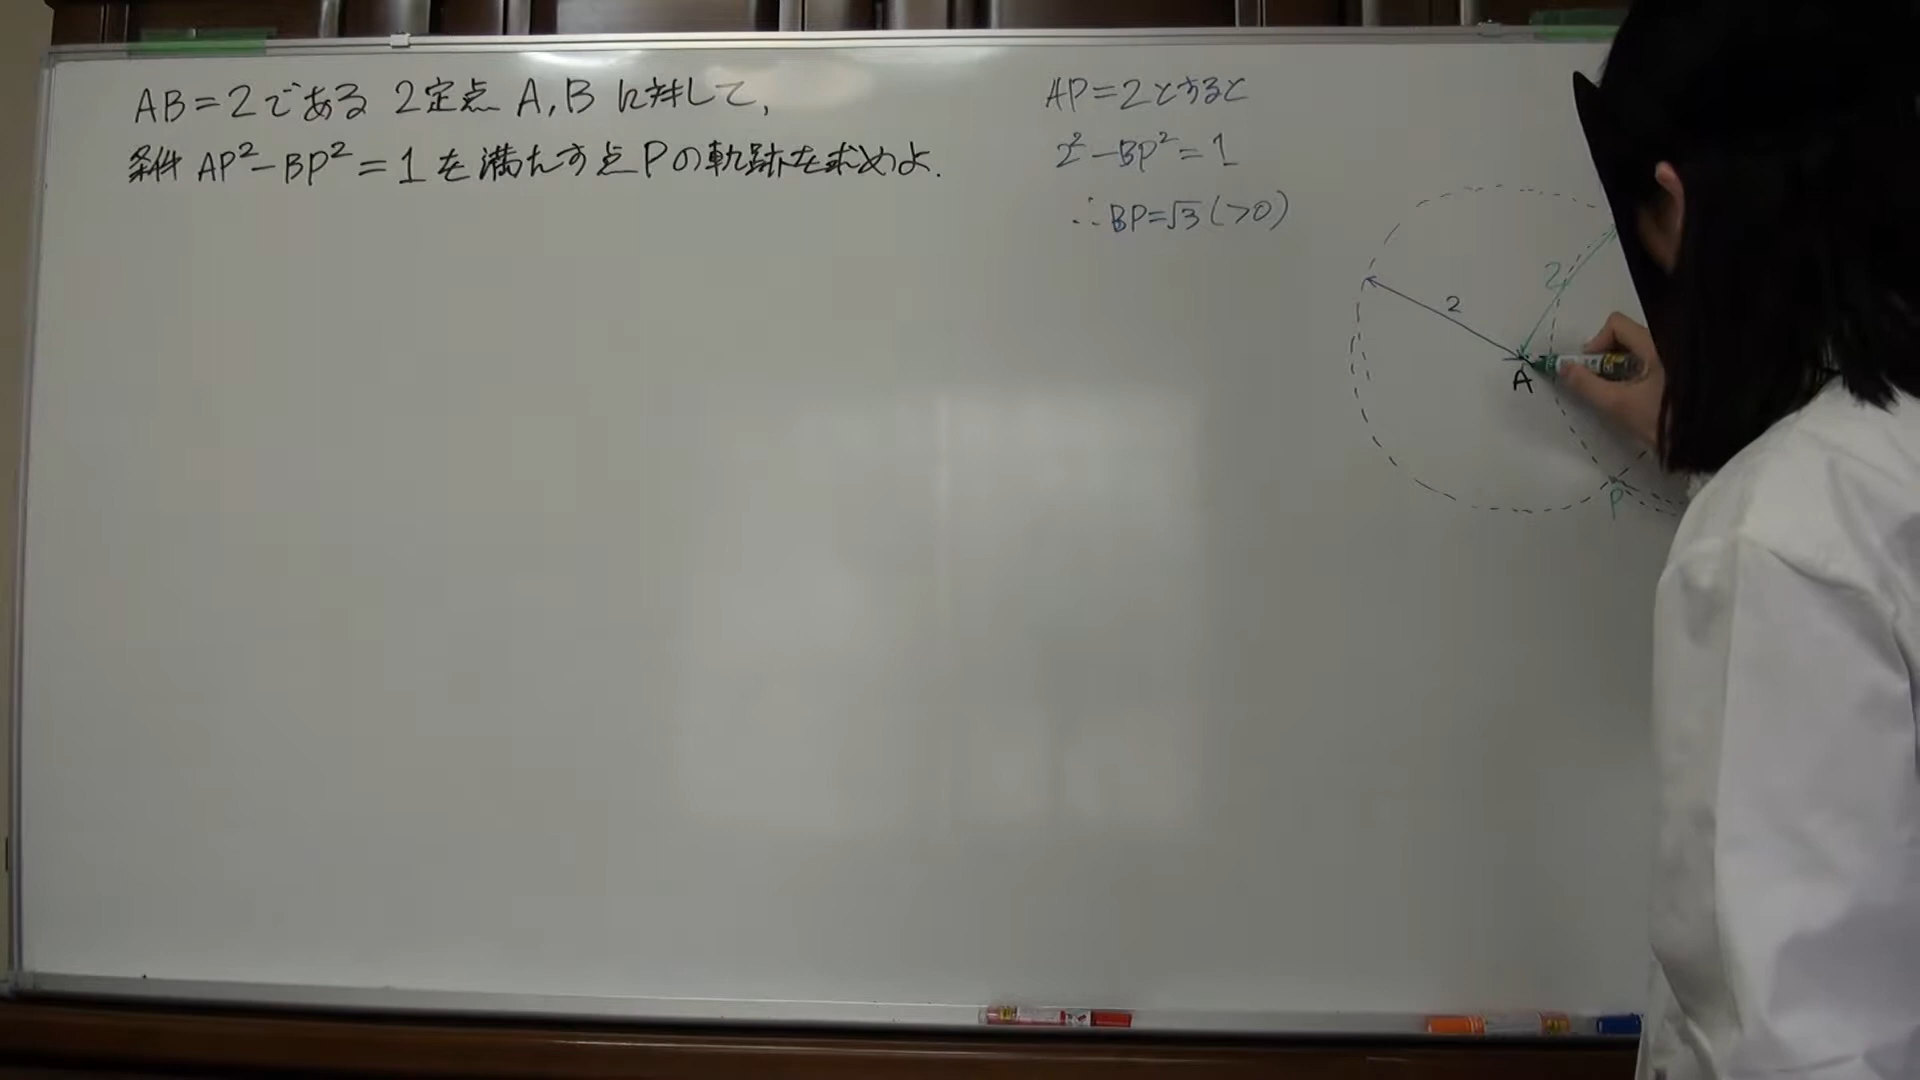 AB=2である 2定点 A,B に対して,
条件 AP²-BP²=1を満たす点Pの軌跡を求めよ.
AP=2とすると
2²-BP²=1
∴BP=√3(>0)
2
2
A
P